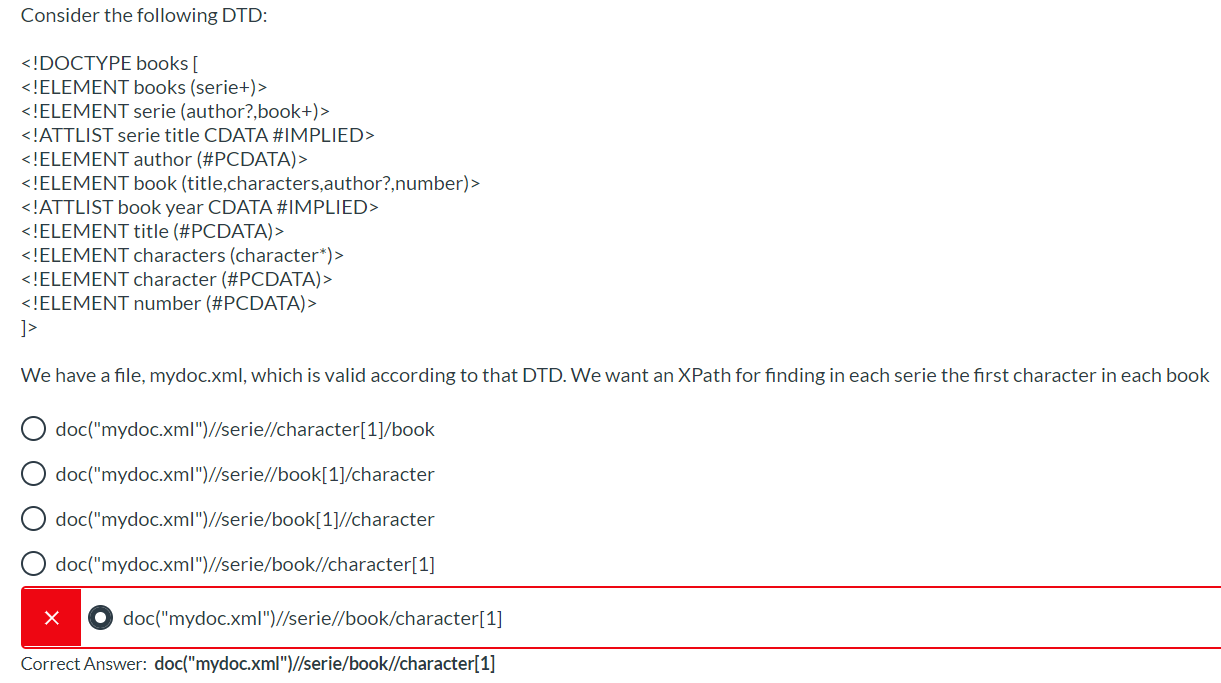 Consider the following DTD:
<!DOCTYPE books [
<!ELEMENT books (serie+)>
<!ELEMENT serie (author?,book+)>
<!ATTLIST serie title CDATA #IMPLIED>
<!ELEMENT author (#PCDATA)>
<!ELEMENT book (title,characters,author?,number)>
<!ATTLIST book year CDATA #IMPLIED>
<!ELEMENT title (#PCDATA)>
<!ELEMENT characters (character*)>
<!ELEMENT character (#PCDATA)>
<!ELEMENT number (#PCDATA)>
]>
We have a file, mydoc.xml, which is valid according to that DTD. We want an XPath for finding in each serie the first character in each book
doc("mydoc.xml")//serie//character[1]/book
doc("mydoc.xml")//serie//book[1]/character
doc("mydoc.xml")//serie/book[1]//character
doc("mydoc.xml")//serie/book//character[1]
doc("mydoc.xml")//serie//book/character[1]
Correct Answer: doc("mydoc.xml")//serie/book//character[1]